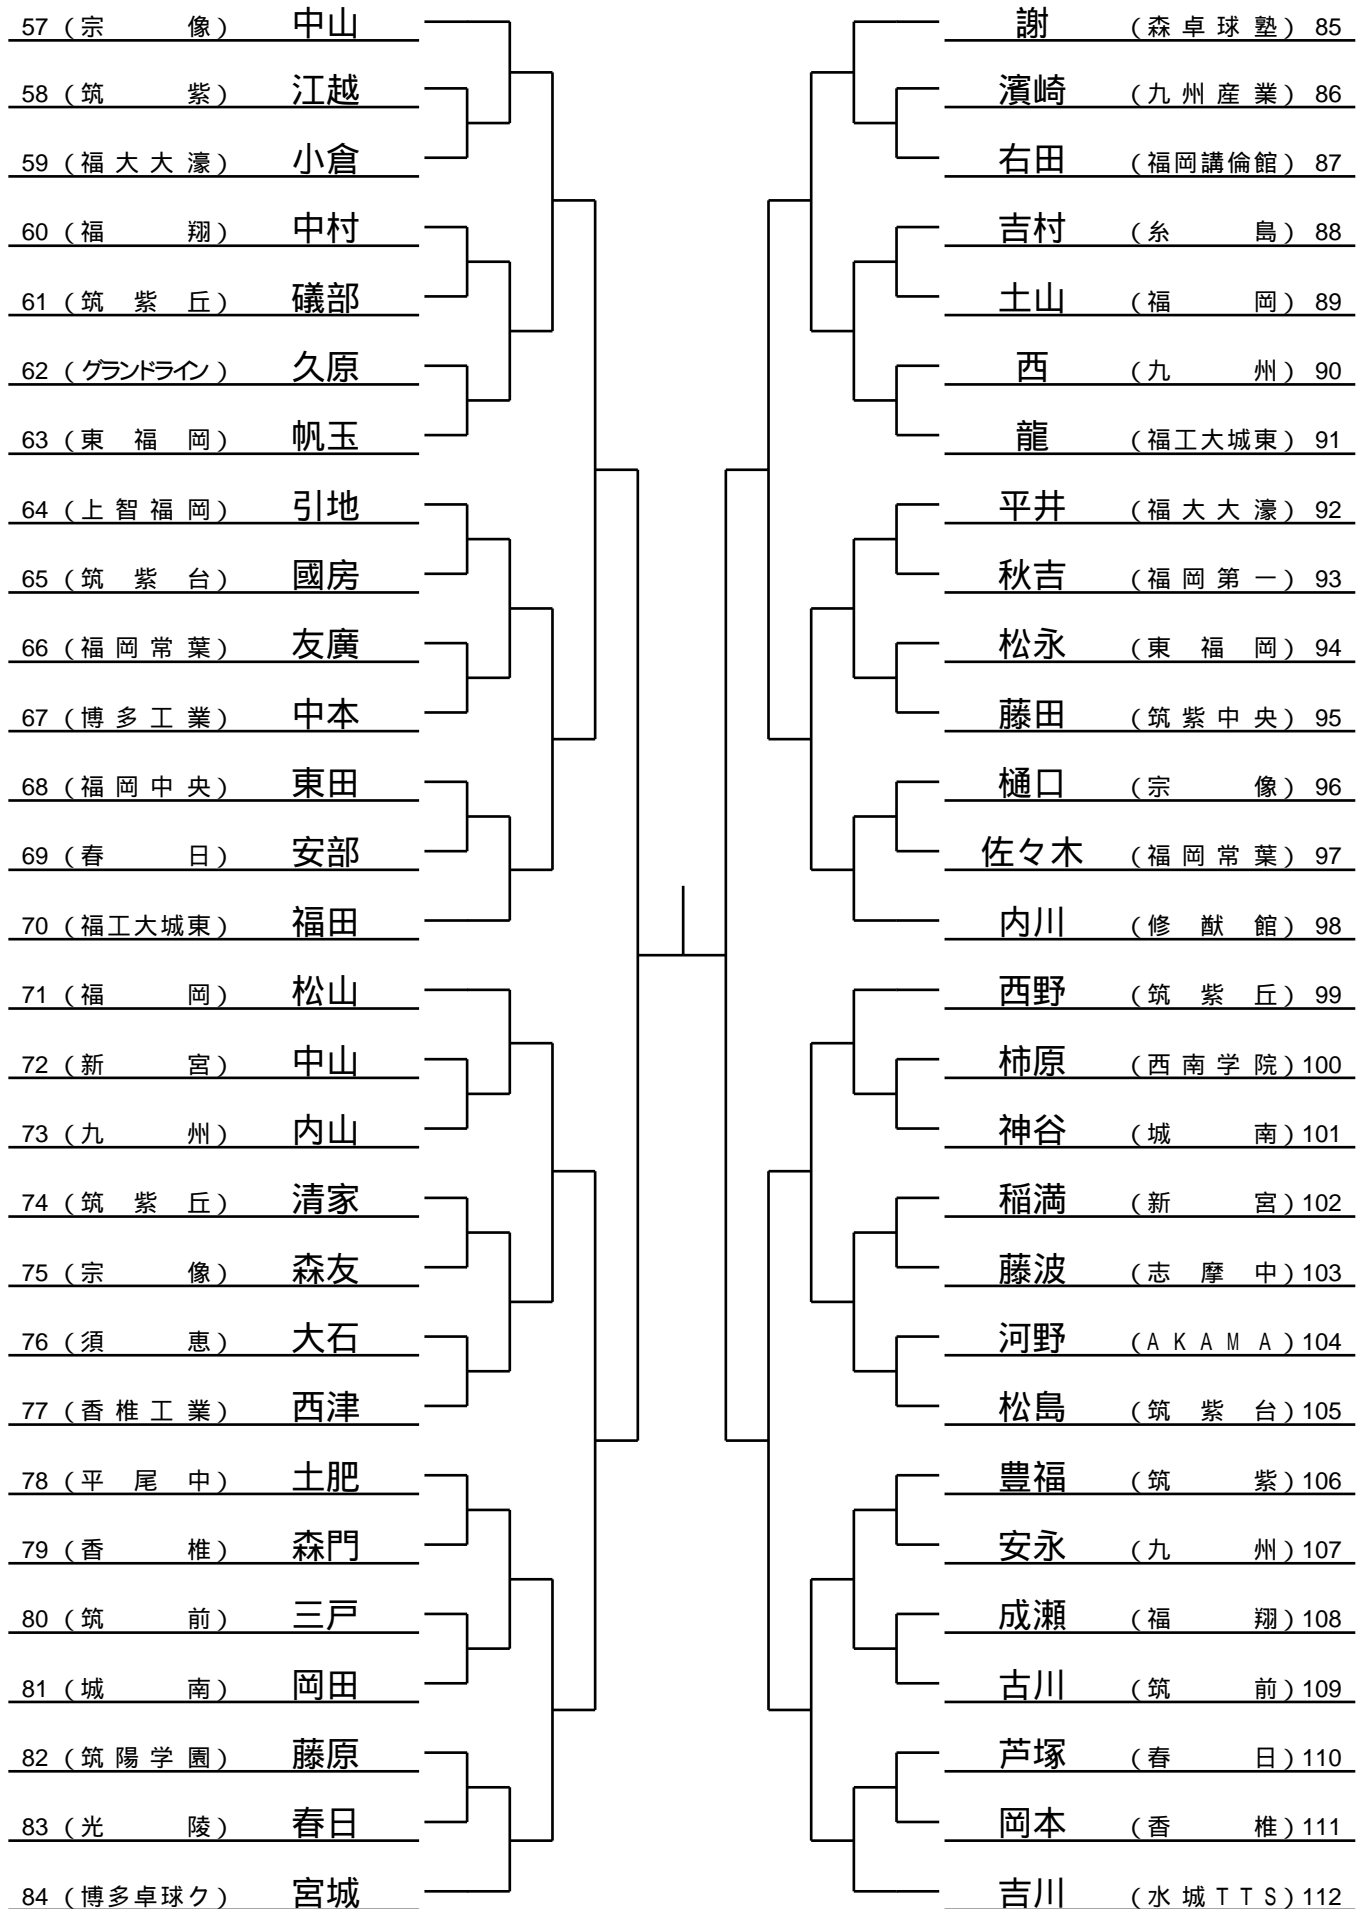 57 (宗像) 中山
58 (筑紫) 江越
59 (福大大濠) 小倉
60 (福翔) 中村
61 (筑紫丘) 礒部
62 (グランドライン) 久原
63 (東福岡) 帆玉
64 (上智福岡) 引地
65 (筑紫台) 國房
66 (福岡常葉) 友廣
67 (博多工業) 中本
68 (福岡中央) 東田
69 (春日) 安部
70 (福工大城東) 福田
71 (福岡) 松山
72 (新宮) 中山
73 (九州) 内山
74 (筑紫丘) 清家
75 (宗像) 森友
76 (須恵) 大石
77 (香椎工業) 西津
78 (平尾中) 土肥
79 (香椎) 森門
80 (筑前) 三戸
81 (城南) 岡田
82 (筑陽学園) 藤原
83 (光陵) 春日
84 (博多卓球ク) 宮城
謝 (森卓球塾) 85
濱崎 (九州産業) 86
右田 (福岡講倫館) 87
吉村 (糸島) 88
土山 (福岡) 89
西 (九州) 90
龍 (福工大城東) 91
平井 (福大大濠) 92
秋吉 (福岡第一) 93
松永 (東福岡) 94
藤田 (筑紫中央) 95
樋口 (宗像) 96
佐々木 (福岡常葉) 97
内川 (修猷館) 98
西野 (筑紫丘) 99
柿原 (西南学院) 100
神谷 (城南) 101
稲満 (新宮) 102
藤波 (志摩中) 103
河野 (AKAMA) 104
松島 (筑紫台) 105
豊福 (筑紫) 106
安永 (九州) 107
成瀬 (福翔) 108
古川 (筑前) 109
芦塚 (春日) 110
岡本 (香椎) 111
吉川 (水城TTS) 112